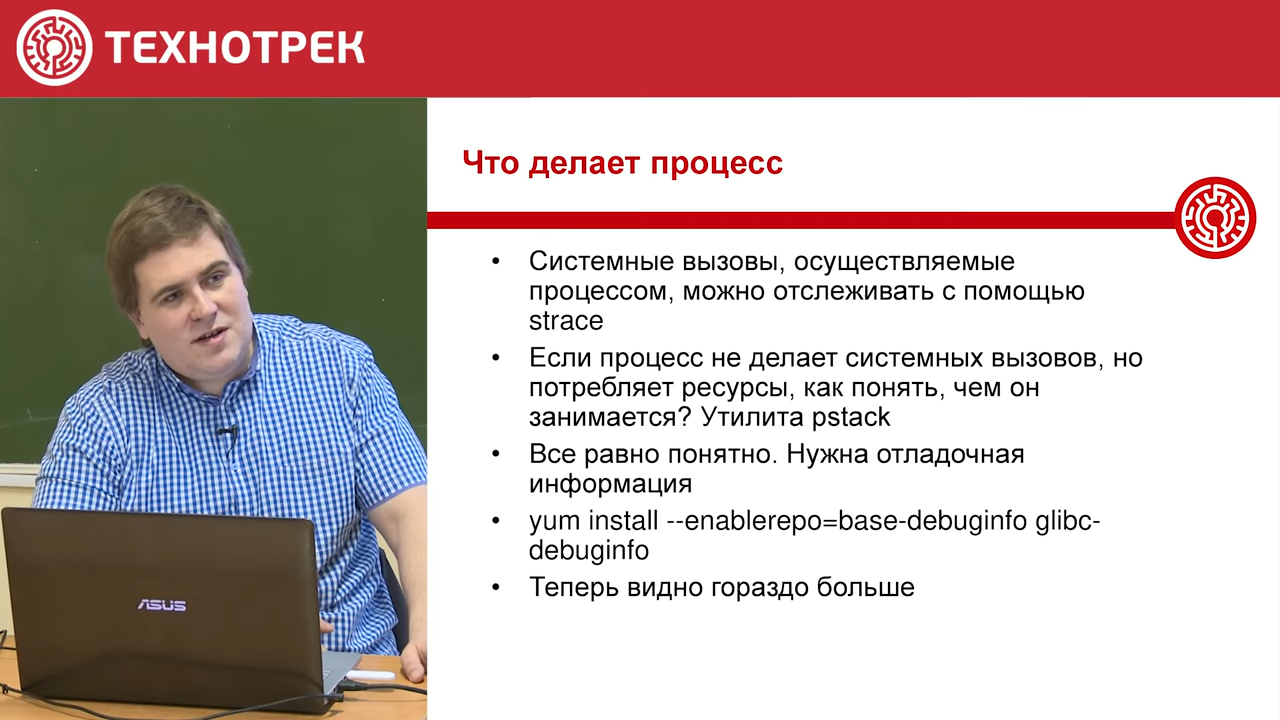 ТЕХНОТРЕК
Что делает процесс
• Системные вызовы, осуществляемые
процессом, можно отслеживать с помощью
strace
• Если процесс не делает системных вызовов, но
потребляет ресурсы, как понять, чем он
занимается? Утилита pstack
• Все равно понятно. Нужна отладочная
информация
• yum install --enablerepo=base-debuginfo glibc-
debuginfo
• Теперь видно гораздо больше
ASUS